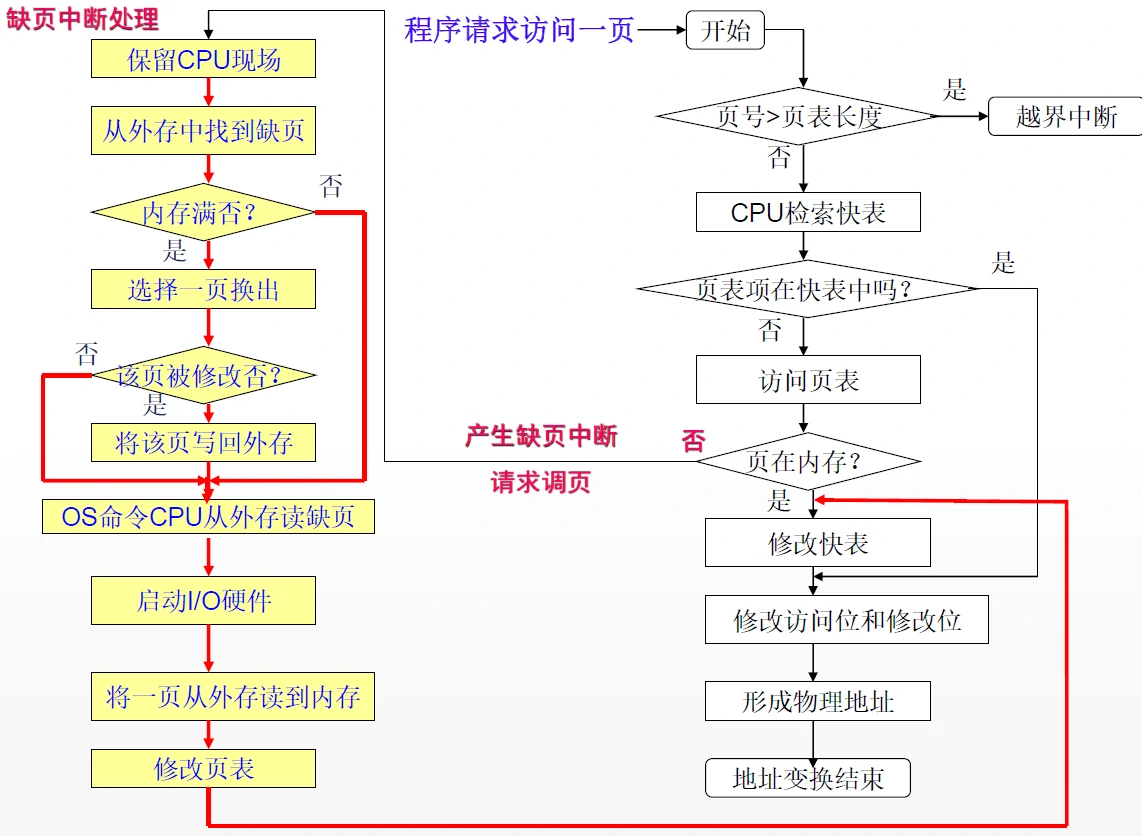 缺页中断处理
保留CPU现场
从外存中找到缺页
内存满否?
否
是
选择一页换出
该页被修改否?
否
是
将该页写回外存
OS命令CPU从外存读缺页
启动I/O硬件
将一页从外存读到内存
修改页表
程序请求访问一页
开始
页号>页表长度
是
越界中断
否
CPU检索快表
页表项在快表中吗?
是
否
访问页表
页在内存?
否
产生缺页中断
请求调页
是
修改快表
修改访问位和修改位
形成物理地址
地址变换结束